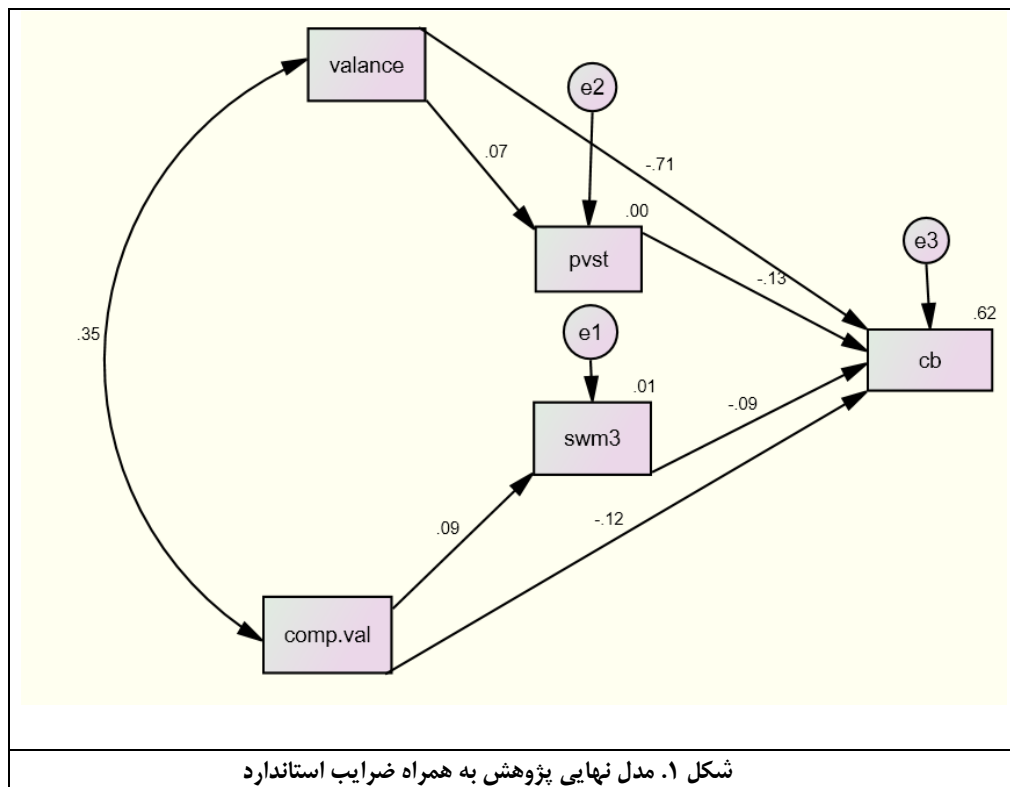 valance
e2
.07
-.71
.00
pvst
e3
-.13
.35
e1
.62
cb
.01
swm3
-.09
.09
-.12
comp.val
شکل ۱. مدل نهایی پژوهش به همراه ضرایب استاندارد